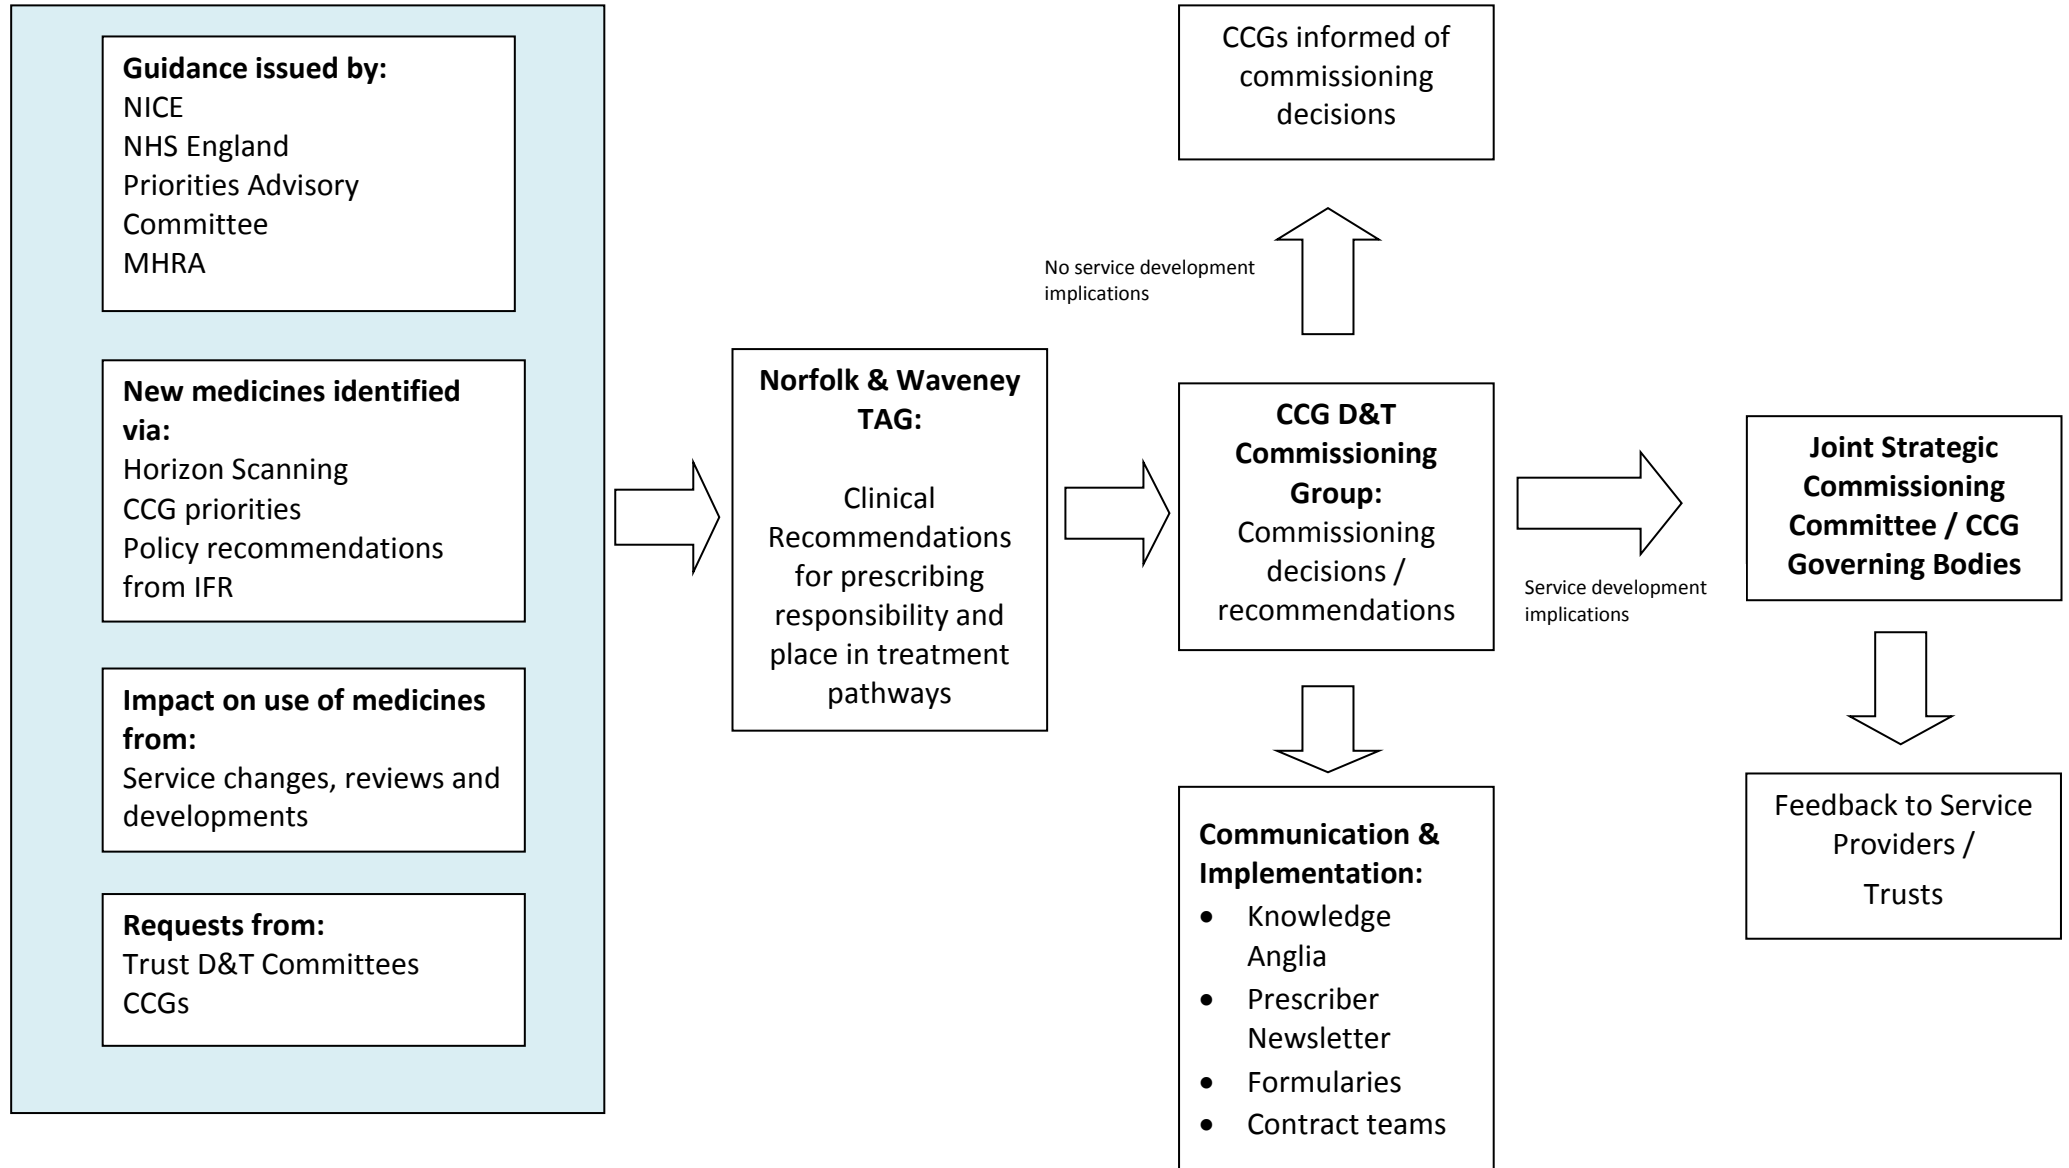 Guidance issued by:
NICE
NHS England
Priorities Advisory
Committee
MHRA
New medicines identified
via:
Horizon Scanning
CCG priorities
Policy recommendations
from IFR
Impact on use of medicines
from:
Service changes, reviews and
developments
Requests from:
Trust D&T Committees
CCGs
Norfolk & Waveney
TAG:
Clinical
Recommendations
for prescribing
responsibility and
place in treatment
pathways
CCGs informed of
commissioning
decisions
No service development
implications
CCG D&T
Commissioning
Group:
Commissioning
decisions /
recommendations
Service development
implications
Communication &
Implementation:
• Knowledge
Anglia
• Prescriber
Newsletter
• Formularies
• Contract teams
Joint Strategic
Commissioning
Committee / CCG
Governing Bodies
Feedback to Service
Providers /
Trusts